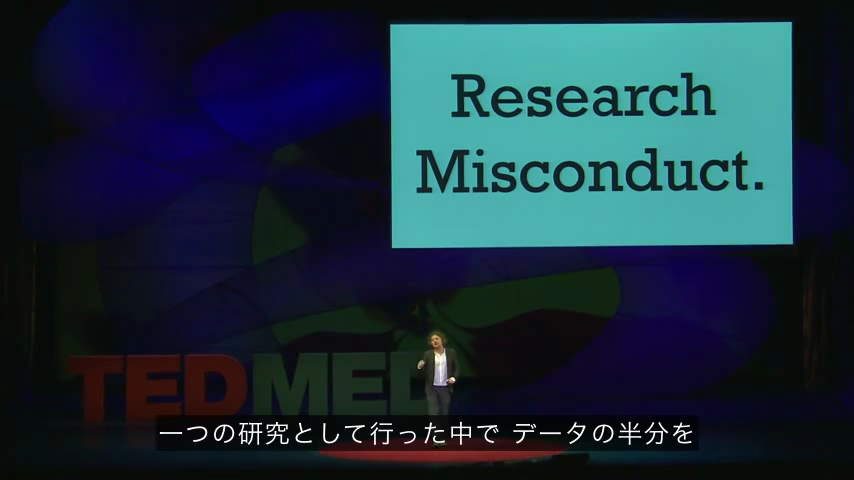 Research
Misconduct.
TEDMED
一つの研究として行った中で データの半分を